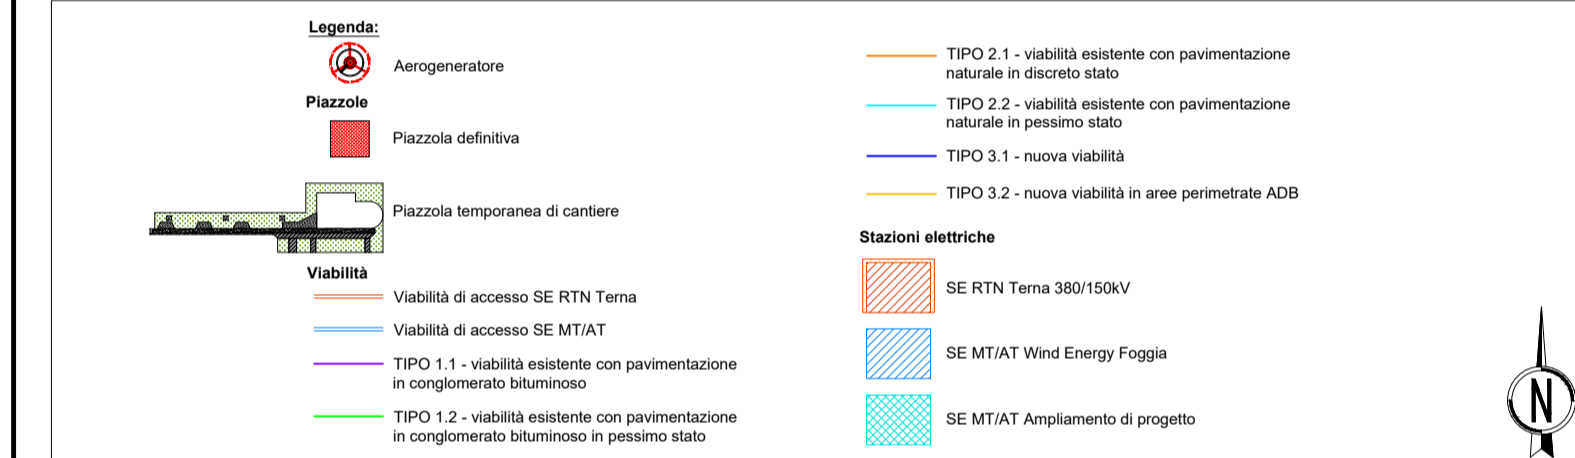 Legenda:
Aerogeneratore
Piazzole
Piazzola definitiva
Piazzola temporanea di cantiere
Viabilità
Viabilità di accesso SE RTN Terna
Viabilità di accesso SE MT/AT
TIPO 1.1 - viabilità esistente con pavimentazione
in conglomerato bituminoso
TIPO 1.2 - viabilità esistente con pavimentazione
in conglomerato bituminoso in pessimo stato
TIPO 2.1 - viabilità esistente con pavimentazione
naturale in discreto stato
TIPO 2.2 - viabilità esistente con pavimentazione
naturale in pessimo stato
TIPO 3.1 - nuova viabilità
TIPO 3.2 - nuova viabilità in aree perimetrate ADB
Stazioni elettriche
SE RTN Terna 380/150kV
SE MT/AT Wind Energy Foggia
SE MT/AT Ampliamento di progetto
N